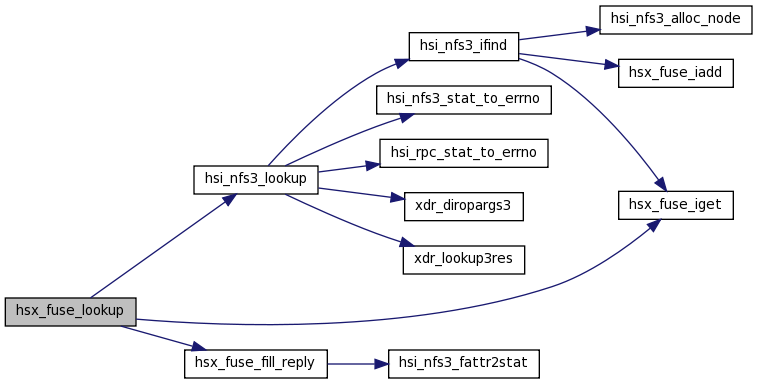 hsi_nfs3_alloc_node
hsi_nfs3_ifind
hsx_fuse_iadd
hsi_nfs3_stat_to_errno
hsi_rpc_stat_to_errno
hsi_nfs3_lookup
xdr_diropargs3
hsx_fuse_iget
xdr_lookup3res
hsx_fuse_lookup
hsx_fuse_fill_reply
hsi_nfs3_fattr2stat